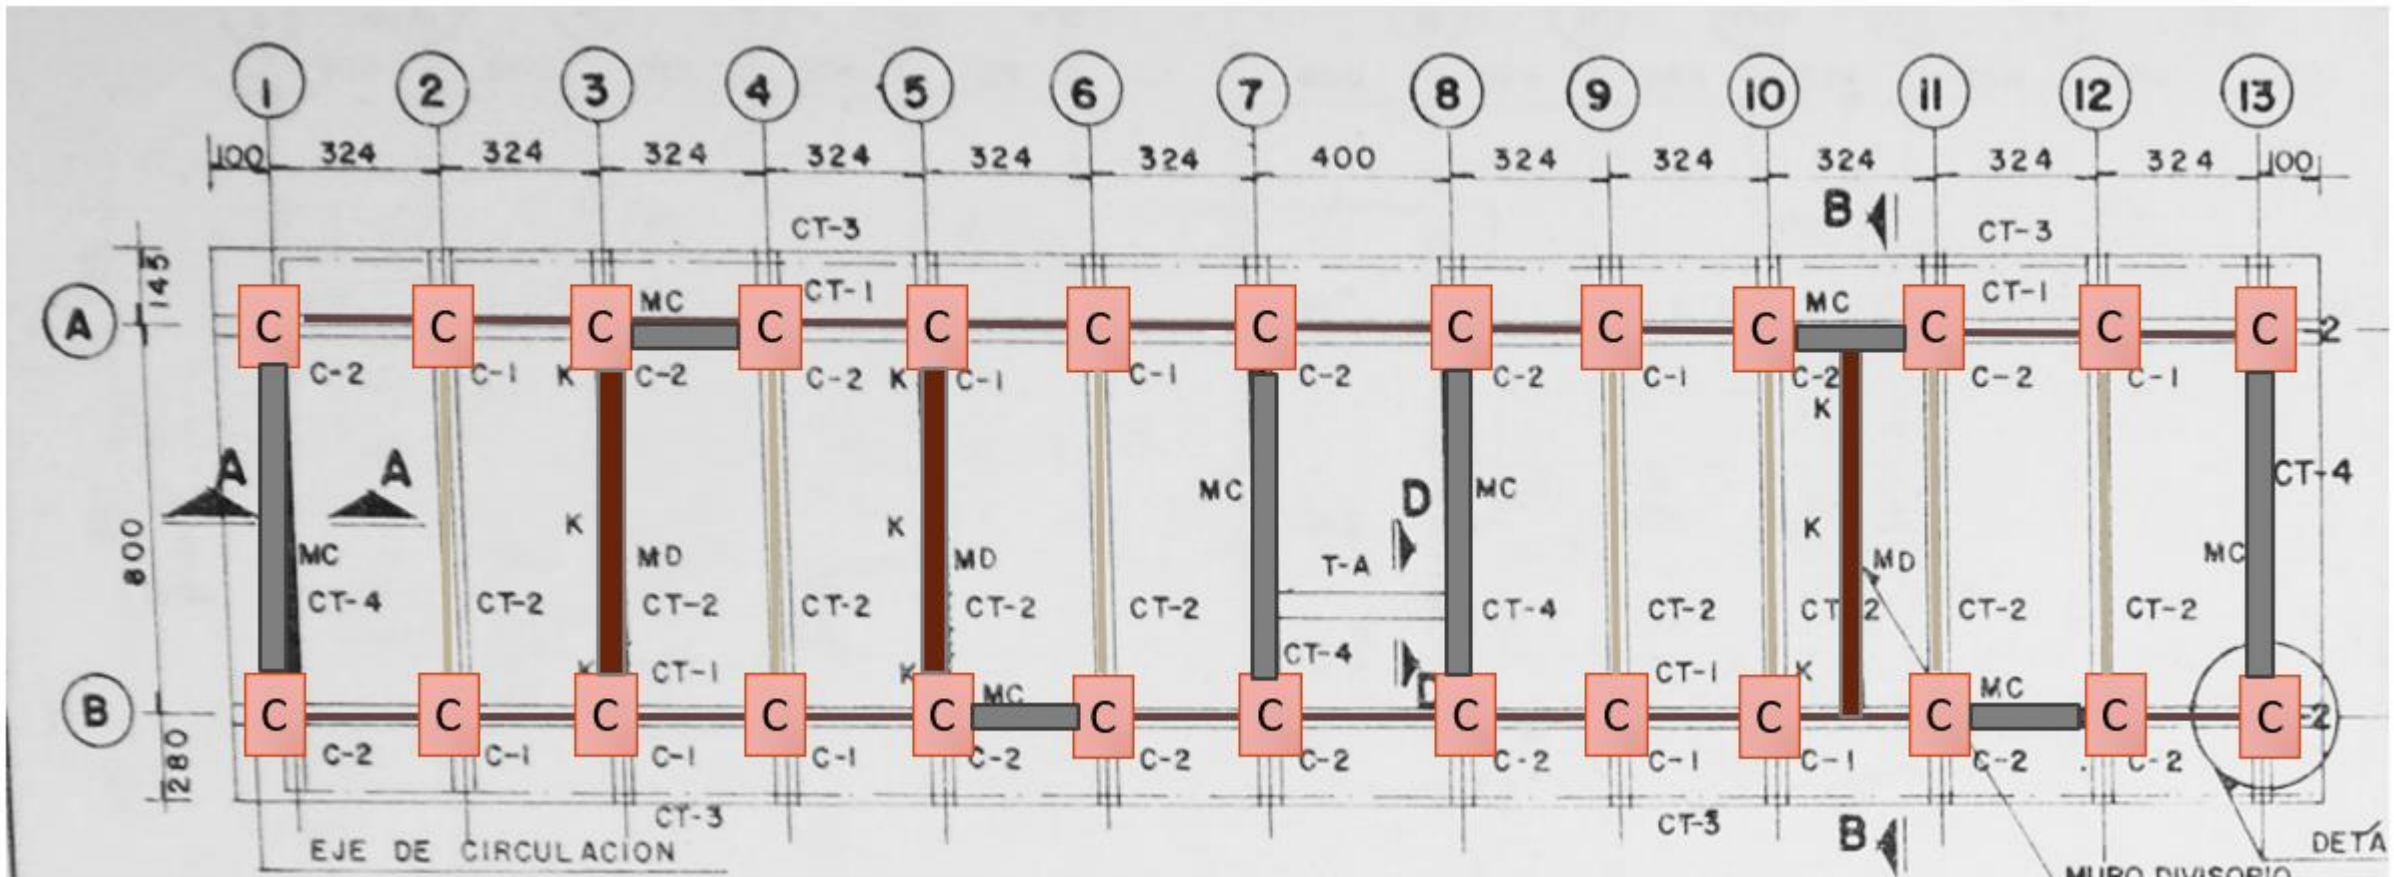 1 2 3 4 5 6 7 8 9 10 11 12 13
100 324 324 324 324 324 324 400 324 324 324 324 324 100
B
CT-3 CT-3
145
MC CT-1 MC CT-1
A C C C C C C C C C C C C C -2
C-2 C-1 K C-2 C-2 K C-1 C-1 C-2 C-2 C-1 C-2 C-2 C-1
K
A A CT-4
MC D MC
800 K K K
MC MD MD T-A MD MC
CT-4 CT-2 CT-2 CT-2 CT-2 CT-2 CT-4 CT-2 CT 2 CT-2 CT-2
K CT-1 K CT-4 CT-1 K
MC D MC
B C C C C C C C C C C C C C -2
280 C-2 C-1 C-1 C-1 C-2 C-2 C-2 C-2 C-1 C-1 C-2 C-2
CT-3 CT-3 B
EJE DE CIRCULACION DETA
MURO DIVISORIO